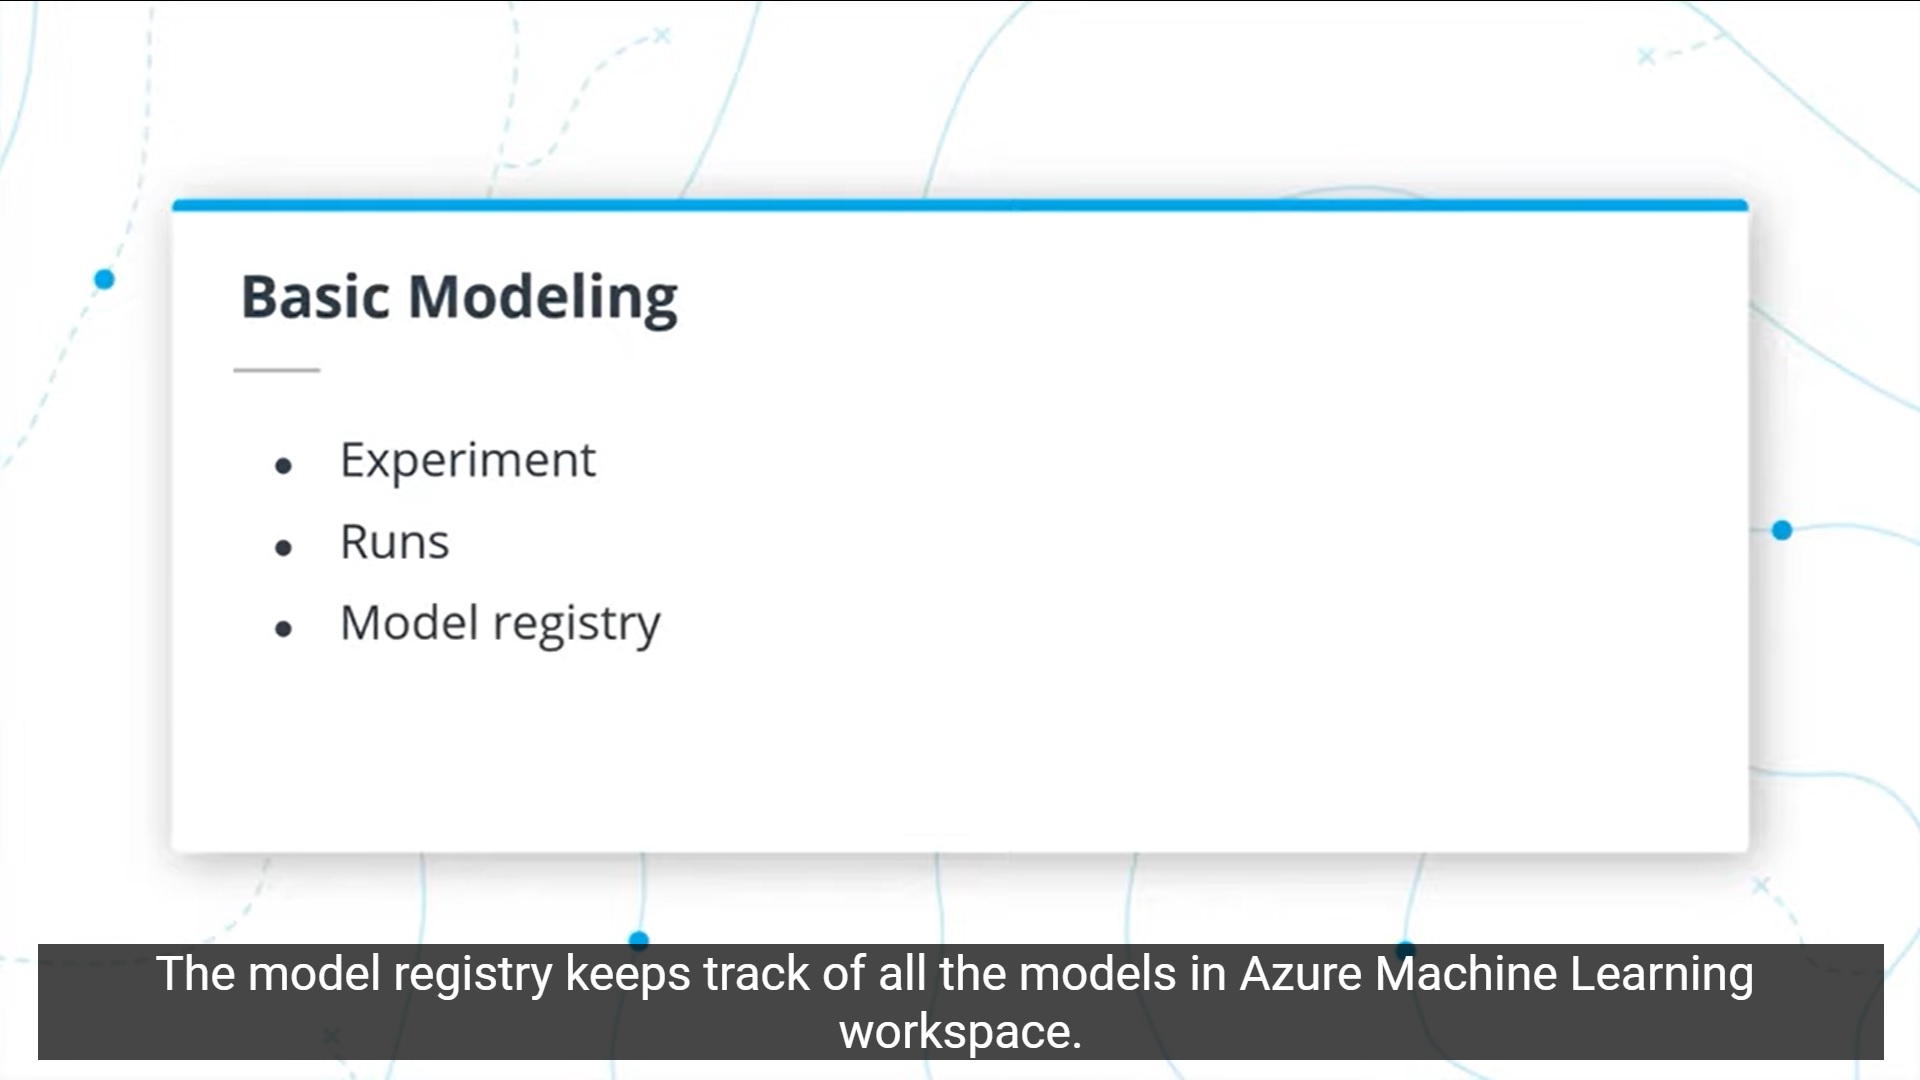 Basic Modeling
Experiment
Runs
Model registry
The model registry keeps track of all the models in Azure Machine Learning
workspace.